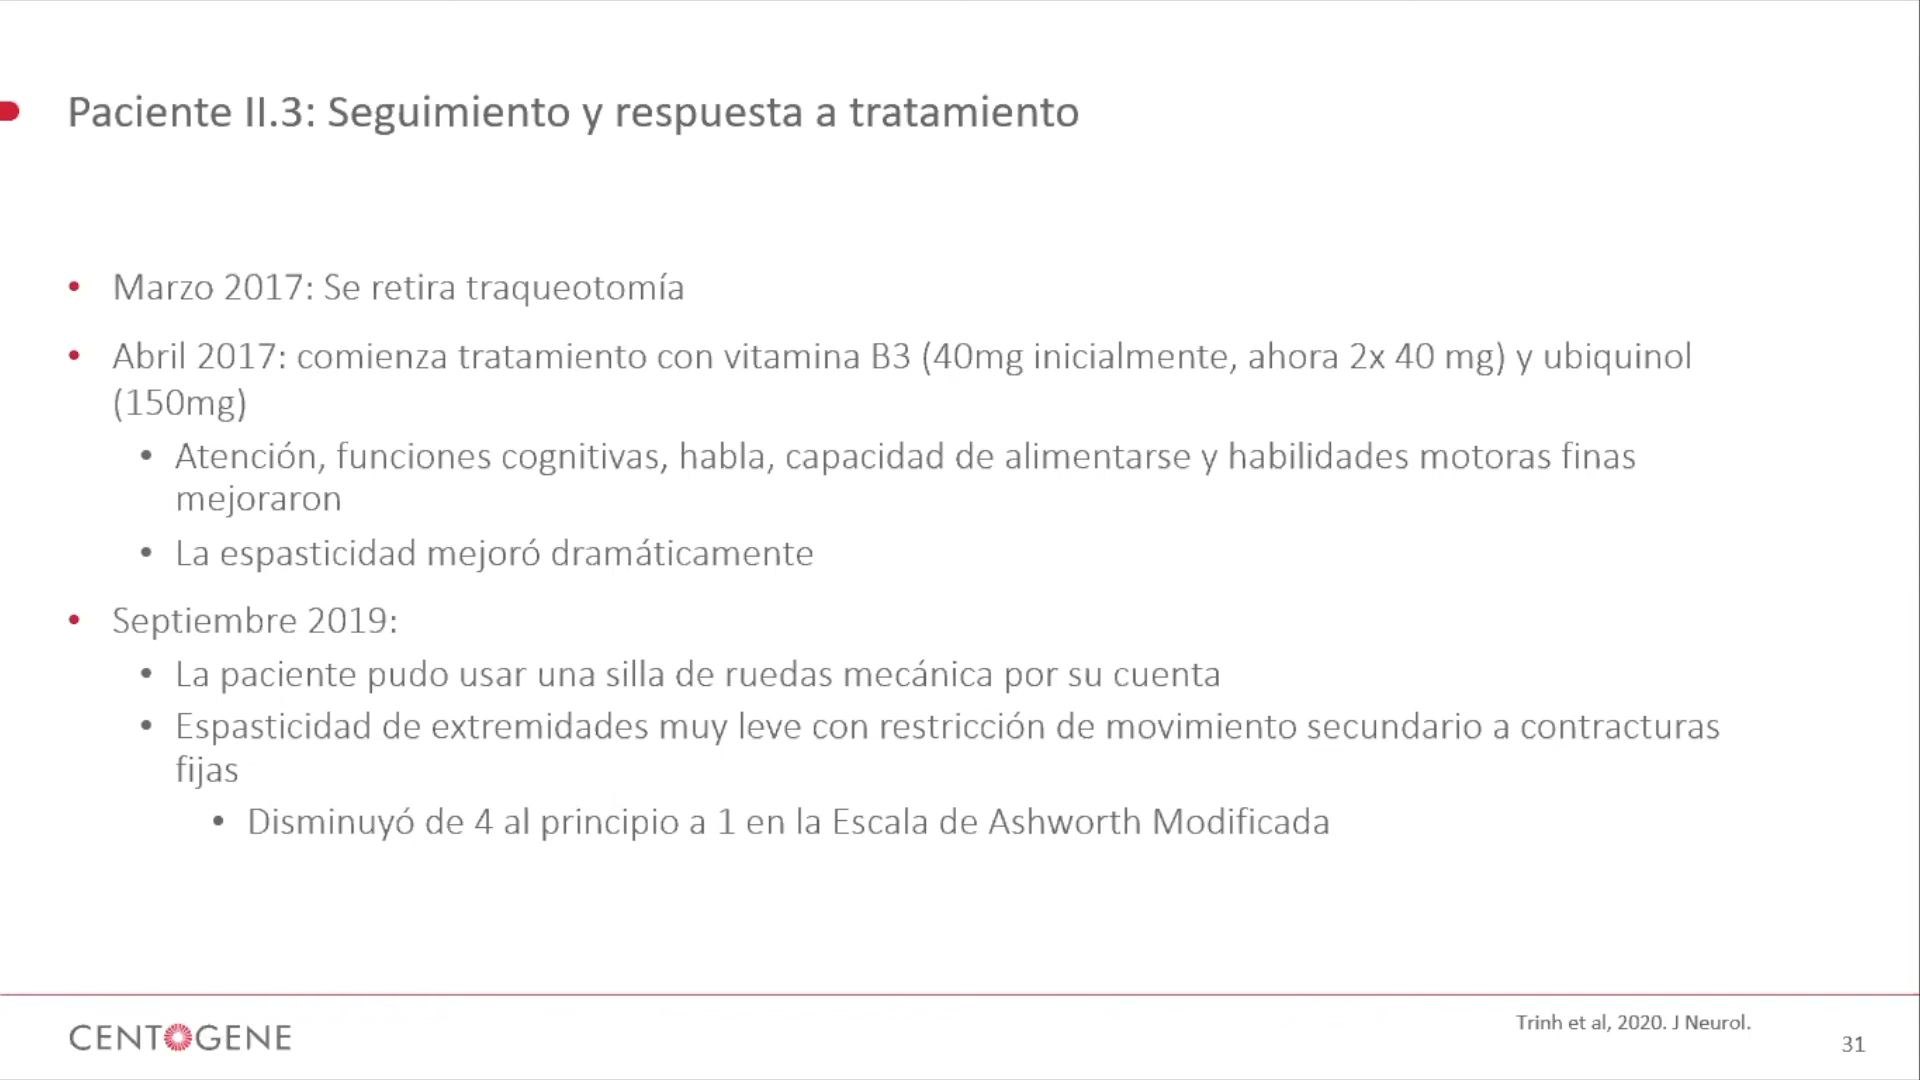 Paciente II.3: Seguimiento y respuesta a tratamiento
• Marzo 2017: Se retira traqueotomía
• Abril 2017: comienza tratamiento con vitamina B3 (40mg inicialmente, ahora 2x 40 mg) y ubiquinol
(150mg)
• Atención, funciones cognitivas, habla, capacidad de alimentarse y habilidades motoras finas
mejoraron
• La espasticidad mejoró dramáticamente
• Septiembre 2019:
• La paciente pudo usar una silla de ruedas mecánica por su cuenta
• Espasticidad de extremidades muy leve con restricción de movimiento secundario a contracturas
fijas
• Disminuyó de 4 al principio a 1 en la Escala de Ashworth Modificada
CENTOGENE
Trinh et al, 2020. J Neurol.
31